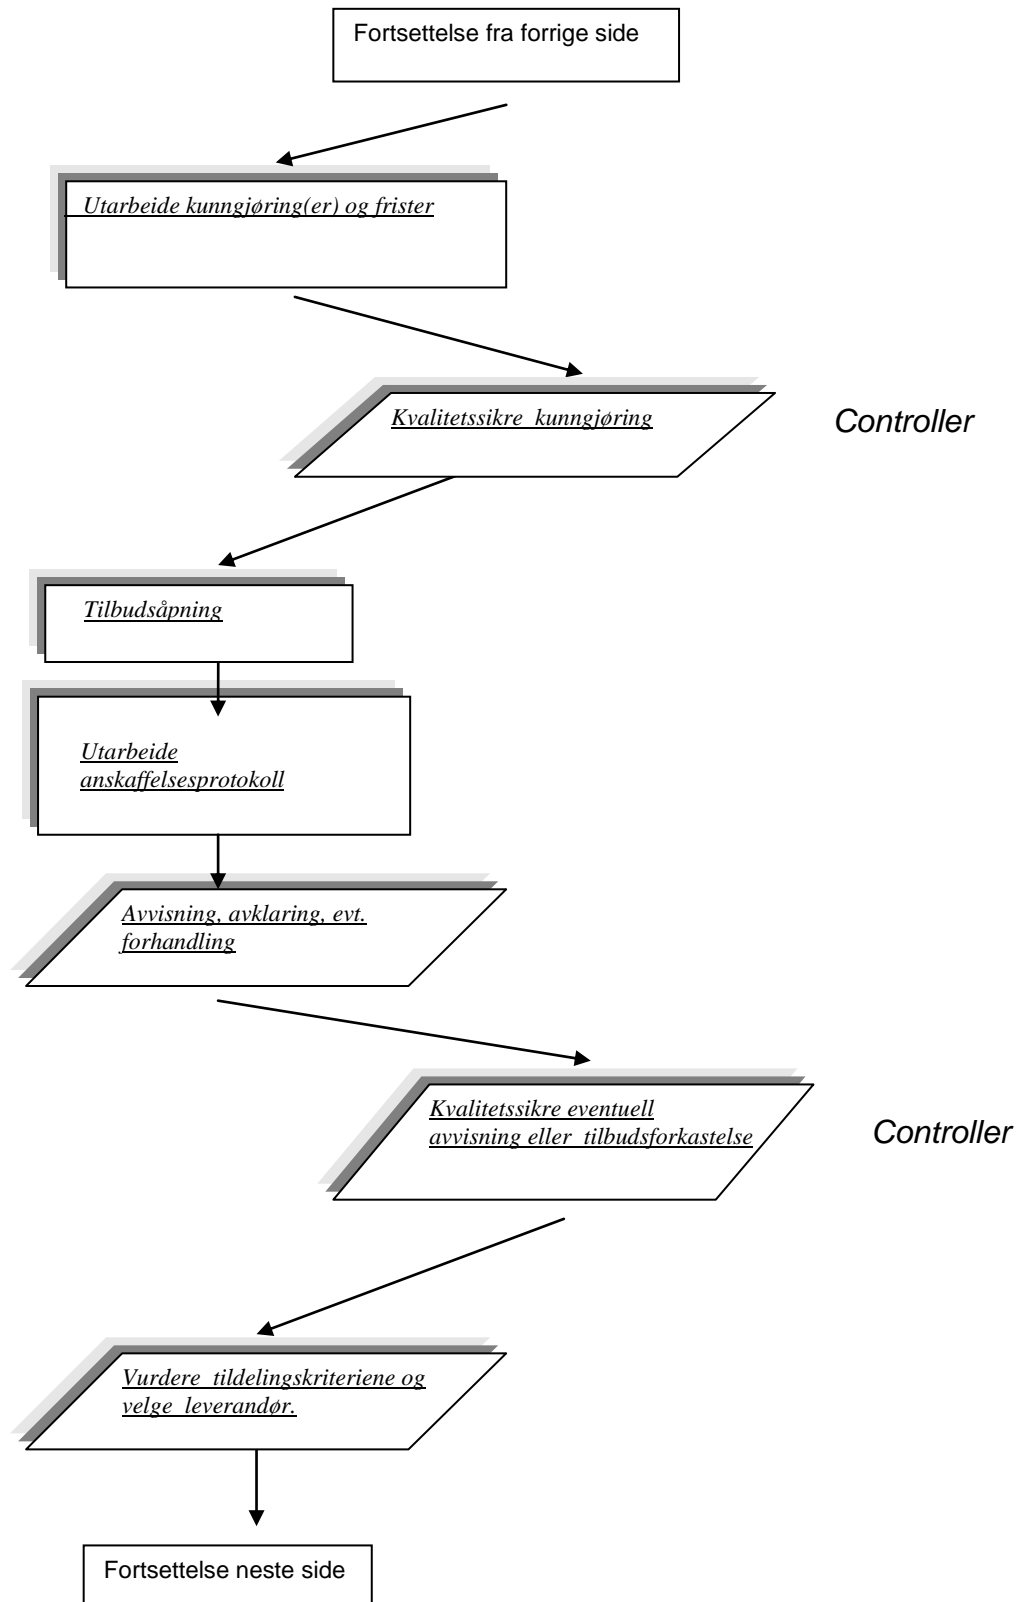 Fortsettelse fra forrige side
Utarbeide kunngjøring(er) og frister
Kvalitetssikre kunngjøring
Controller
Tilbudsåpning
Utarbeide
anskaffelsesprotokoll
Avvisning, avklaring, evt.
forhandling
Kvalitetssikre eventuell
avvisning eller tilbudsforkastelse
Controller
Vurdere tildelingskriteriene og
velge leverandør.
Fortsettelse neste side